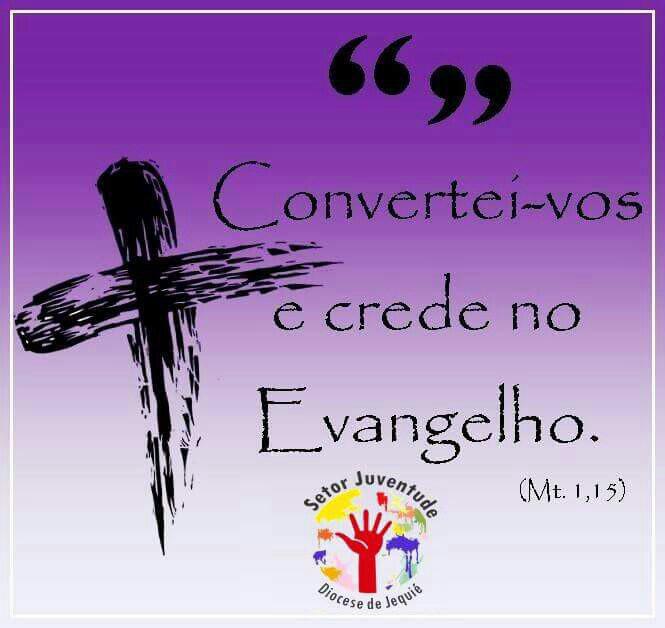 “ ”
Convertei-vos
e crede no
Evangelho.
(Mt. 1,15)
Setor Juventude
Diocese de Jequié